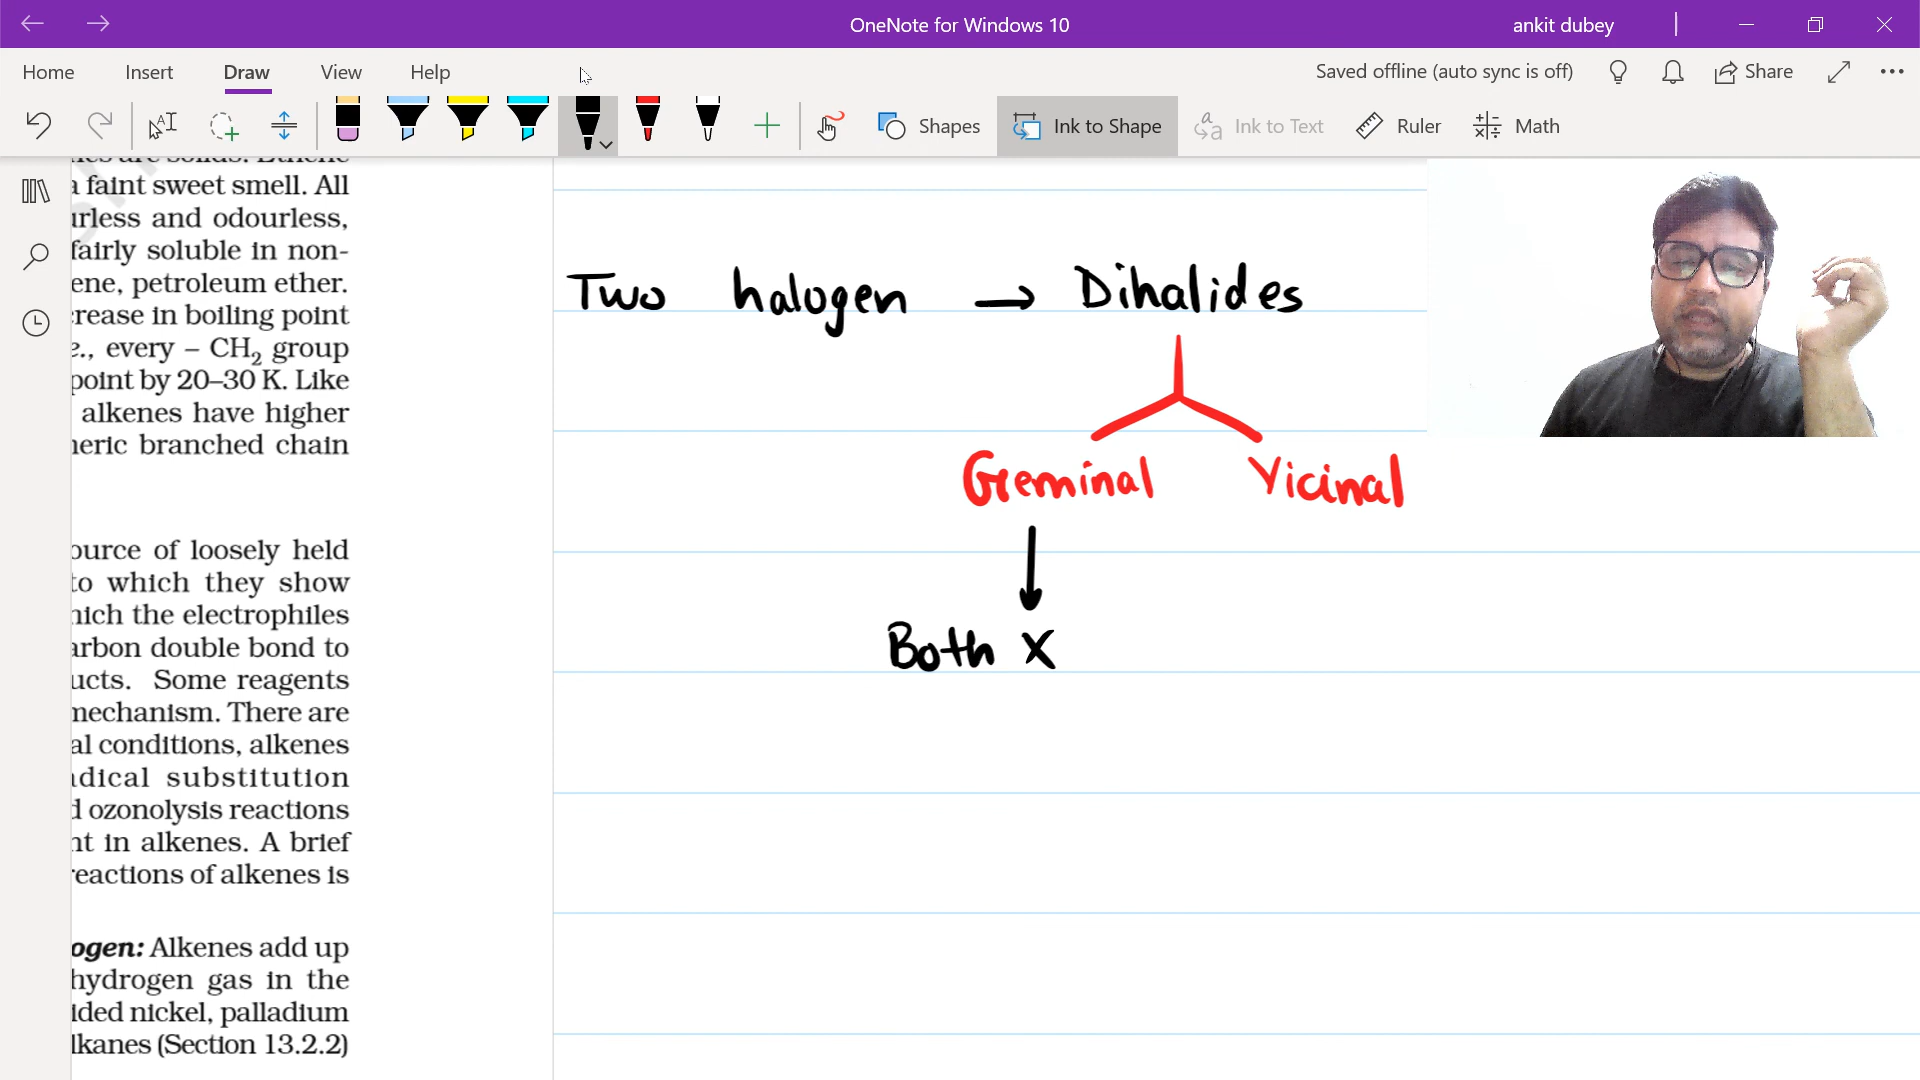 OneNote for Windows 10
ankit dubey
Home Insert Draw View Help
Saved offline (auto sync is off) Share
Shapes Ink to Shape Ink to Text Ruler Math
a faint sweet smell. All
urless and odourless,
fairly soluble in non-
ene, petroleum ether.
crease in boiling point
e., every – CH₂ group
point by 20–30 K. Like
alkenes have higher
neric branched chain
ource of loosely held
to which they show
hich the electrophiles
arbon double bond to
ucts. Some reagents
mechanism. There are
al conditions, alkenes
adical substitution
d ozonolysis reactions
nt in alkenes. A brief
reactions of alkenes is
ogen: Alkenes add up
hydrogen gas in the
ided nickel, palladium
lkanes (Section 13.2.2)
Two halogen → Dihalides
Greminal Vicinal
Both X